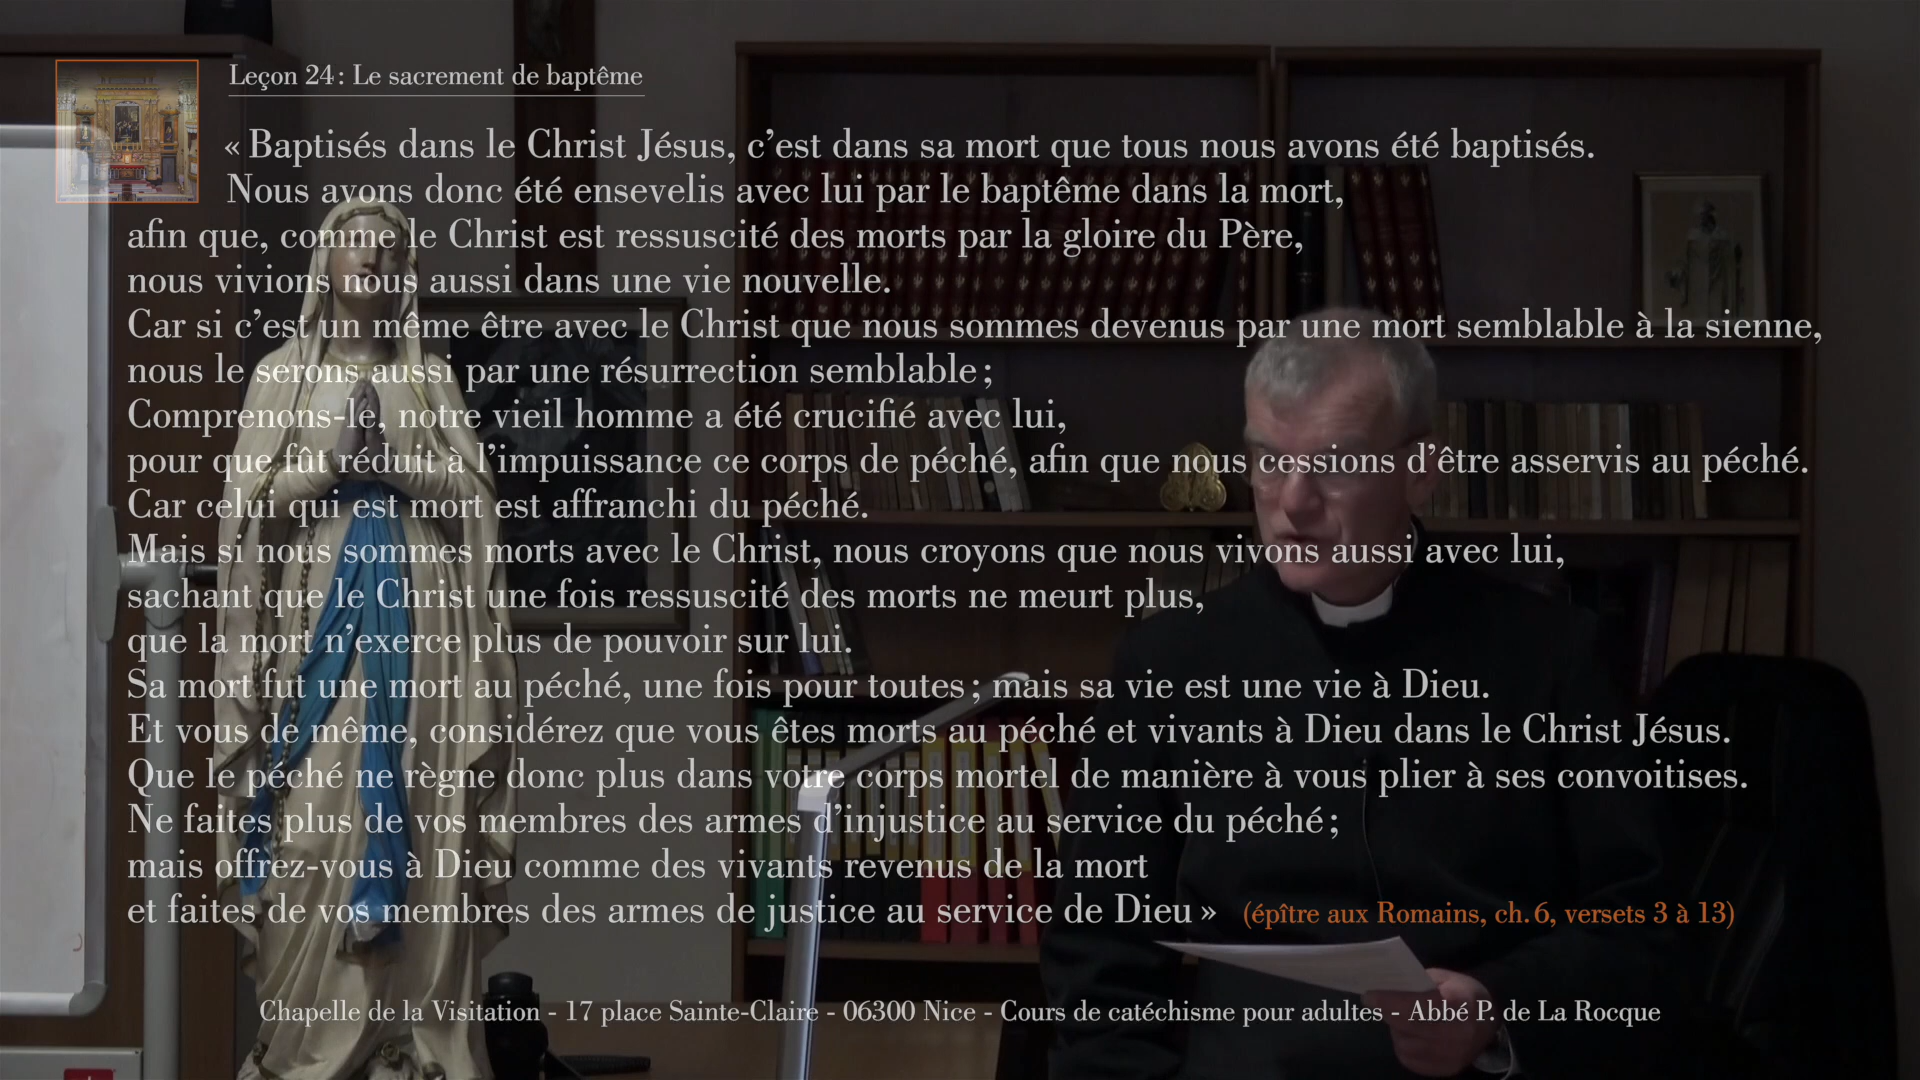 Leçon 24 : Le sacrement de baptême
« Baptisés dans le Christ Jésus, c’est dans sa mort que tous nous avons été baptisés.
Nous avons donc été ensevelis avec lui par le baptême dans la mort,
afin que, comme le Christ est ressuscité des morts par la gloire du Père,
nous vivions nous aussi dans une vie nouvelle.
Car si c’est un même être avec le Christ que nous sommes devenus par une mort semblable à la sienne,
nous le serons aussi par une résurrection semblable ;
Comprenons-le, notre vieil homme a été crucifié avec lui,
pour que fût réduit à l’impuissance ce corps de péché, afin que nous cessions d’être asservis au péché.
Car celui qui est mort est affranchi du péché.
Mais si nous sommes morts avec le Christ, nous croyons que nous vivons aussi avec lui,
sachant que le Christ une fois ressuscité des morts ne meurt plus,
que la mort n’exerce plus de pouvoir sur lui.
Sa mort fut une mort au péché, une fois pour toutes ; mais sa vie est une vie à Dieu.
Et vous de même, considérez que vous êtes morts au péché et vivants à Dieu dans le Christ Jésus.
Que le péché ne règne donc plus dans votre corps mortel de manière à vous plier à ses convoitises.
Ne faites plus de vos membres des armes d’injustice au service du péché ;
mais offrez-vous à Dieu comme des vivants revenus de la mort
et faites de vos membres des armes de justice au service de Dieu » (épître aux Romains, ch. 6, versets 3 à 13)
Chapelle de la Visitation - 17 place Sainte-Claire - 06300 Nice - Cours de catéchisme pour adultes - Abbé P. de La Rocque